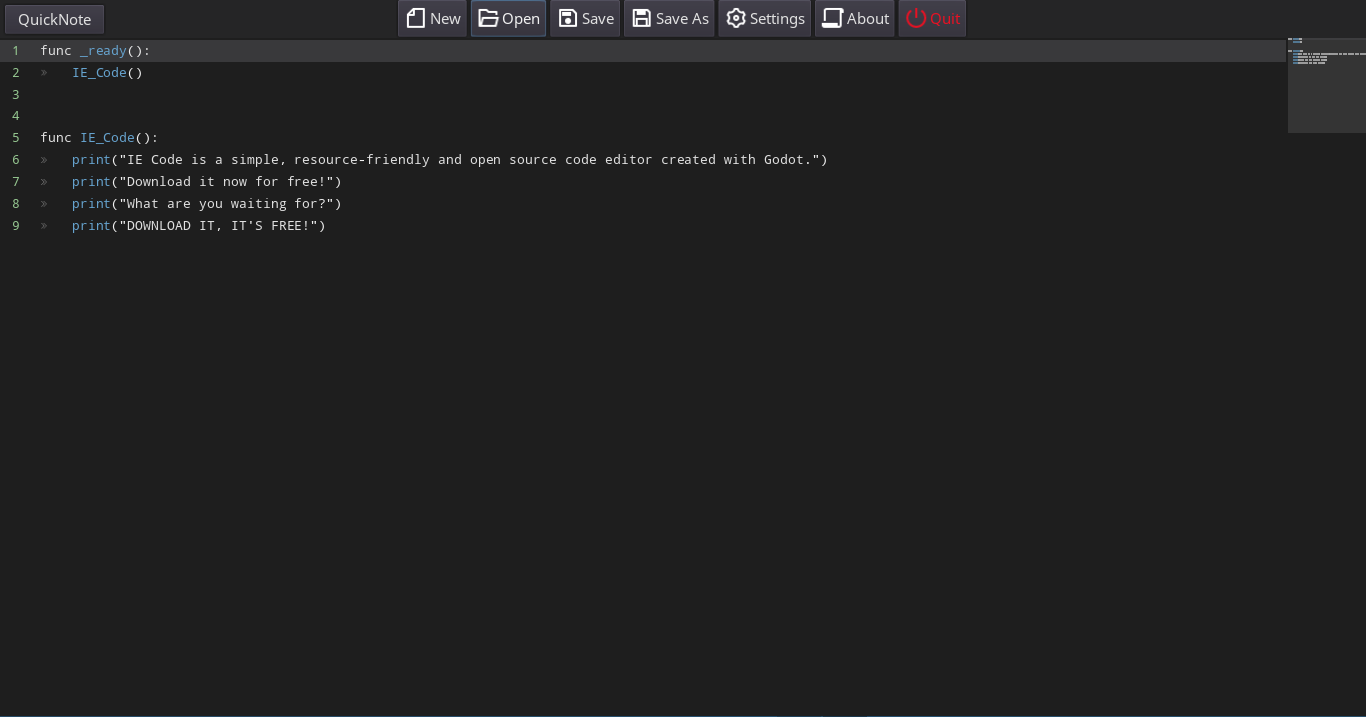 QuickNote
New Open Save Save As Settings About Quit
1 func _ready():
2 » IE_Code()
3
4
5 func IE_Code():
6 » print("IE Code is a simple, resource-friendly and open source code editor created with Godot.")
7 » print("Download it now for free!")
8 » print("What are you waiting for?")
9 » print("DOWNLOAD IT, IT'S FREE!")